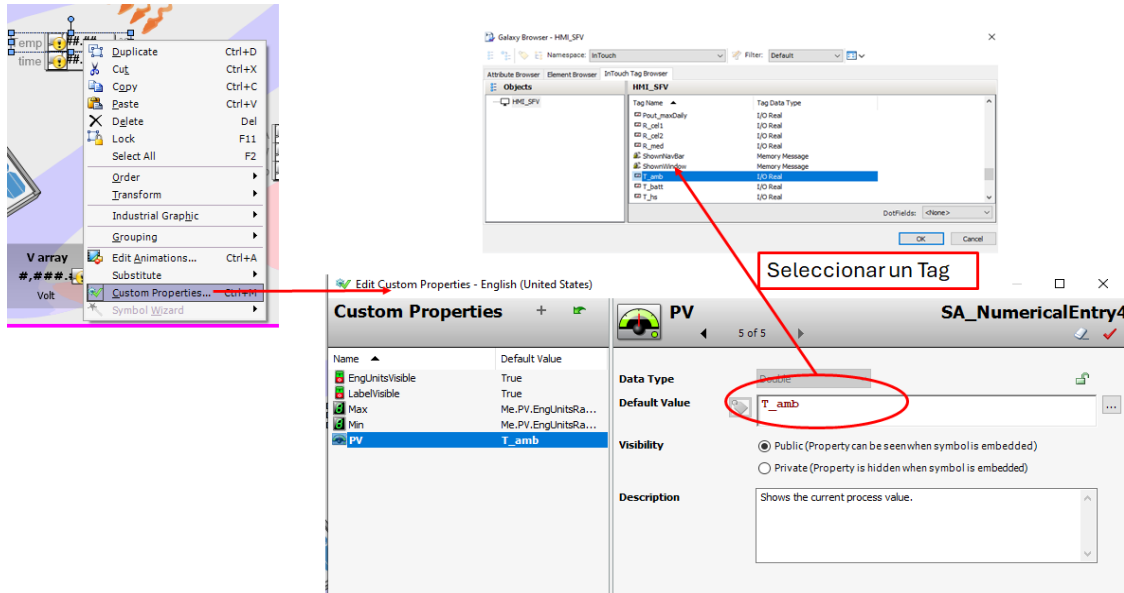 Temp
##.##
time
##.
Duplicate Ctrl+D
Cut Ctrl+X
Copy Ctrl+C
Paste Ctrl+V
Delete Del
Lock F11
Select All F2
Order
Transform
Industrial Graphic
Grouping
Edit Animations... Ctrl+A
Substitute
Custom Properties... Ctrl+M
Symbol Wizard
V array
#,###.#
Volt
Galaxy Browser - HMI_SFV
Namespace: InTouch Filter: Default
Attribute Browser Element Browser InTouch Tag Browser
Objects HMI_SFV
HMI_SFV
Tag Name Tag Data Type
Pout_maxDaily I/O Real
R_cel1 I/O Real
R_cel2 I/O Real
R_med I/O Real
ShownNavBar Memory Message
ShownWindow Memory Message
T_amb I/O Real
T_batt I/O Real
T_hs I/O Real
DotFields: <None>
OK Cancel
Seleccionar un Tag
Edit Custom Properties - English (United States)
Custom Properties
PV SA_NumericalEntry4
5 of 5
Name Default Value
EngUnitsVisible True
LabelVisible True
Max Me.PV.EngUnitsRa...
Min Me.PV.EngUnitsRa...
PV T_amb
Data Type Double
Default Value T_amb ...
Visibility Public (Property can be seen when symbol is embedded)
Private (Property is hidden when symbol is embedded)
Description Shows the current process value.